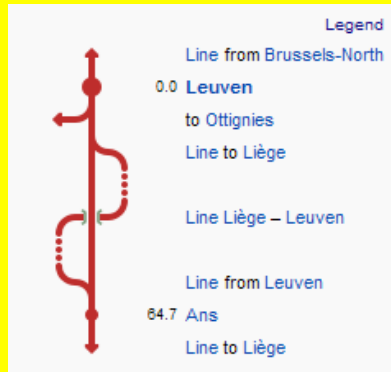 Legend
Line from Brussels-North
0.0 Leuven
to Ottignies
Line to Liège
Line Liège – Leuven
Line from Leuven
64.7 Ans
Line to Liège